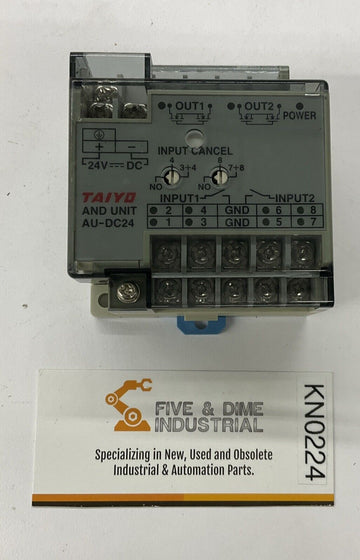 OUT1 OUT2 POWER
+ -
24V DC
INPUT CANCEL
4 8
3+4 7+8
NO NO
TAIYO INPUT1 INPUT2
AND UNIT 2 4 GND 6 8
AU-DC24 1 3 GND 5 7
FIVE & DIME
INDUSTRIAL
Specializing in New, Used and Obsolete
Industrial & Automation Parts.
KN0224